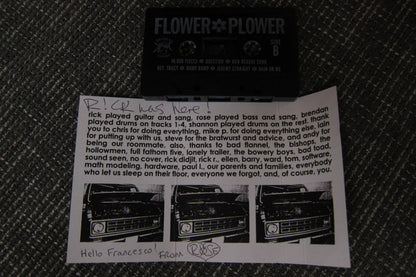 FLOWER PLOWER
SIDE
B
R!CK was here!
rick played guitar and sang, rose played bass and sang, brendan
played drums on tracks 1-4, shannon played drums on the rest. thank
you to chris for doing everything, mike p. for doing everything else, iain
for putting up us, steve for the bratwurst and advice, and andy for
being our roommate. also, thanks to bad flannel, the bishops, the
hollowmen, full fathom five, lonely trailer, the bowery boys, bad toad,
sound seen, no cover, rick didjit, rick r., ellen, barry, ward, tom, software,
math modeling, hardware, paul l., our parents and families, everybody
who let us sleep on their floor, everyone we forgot, and, of course, you.
Hello Francesco! From ROSE